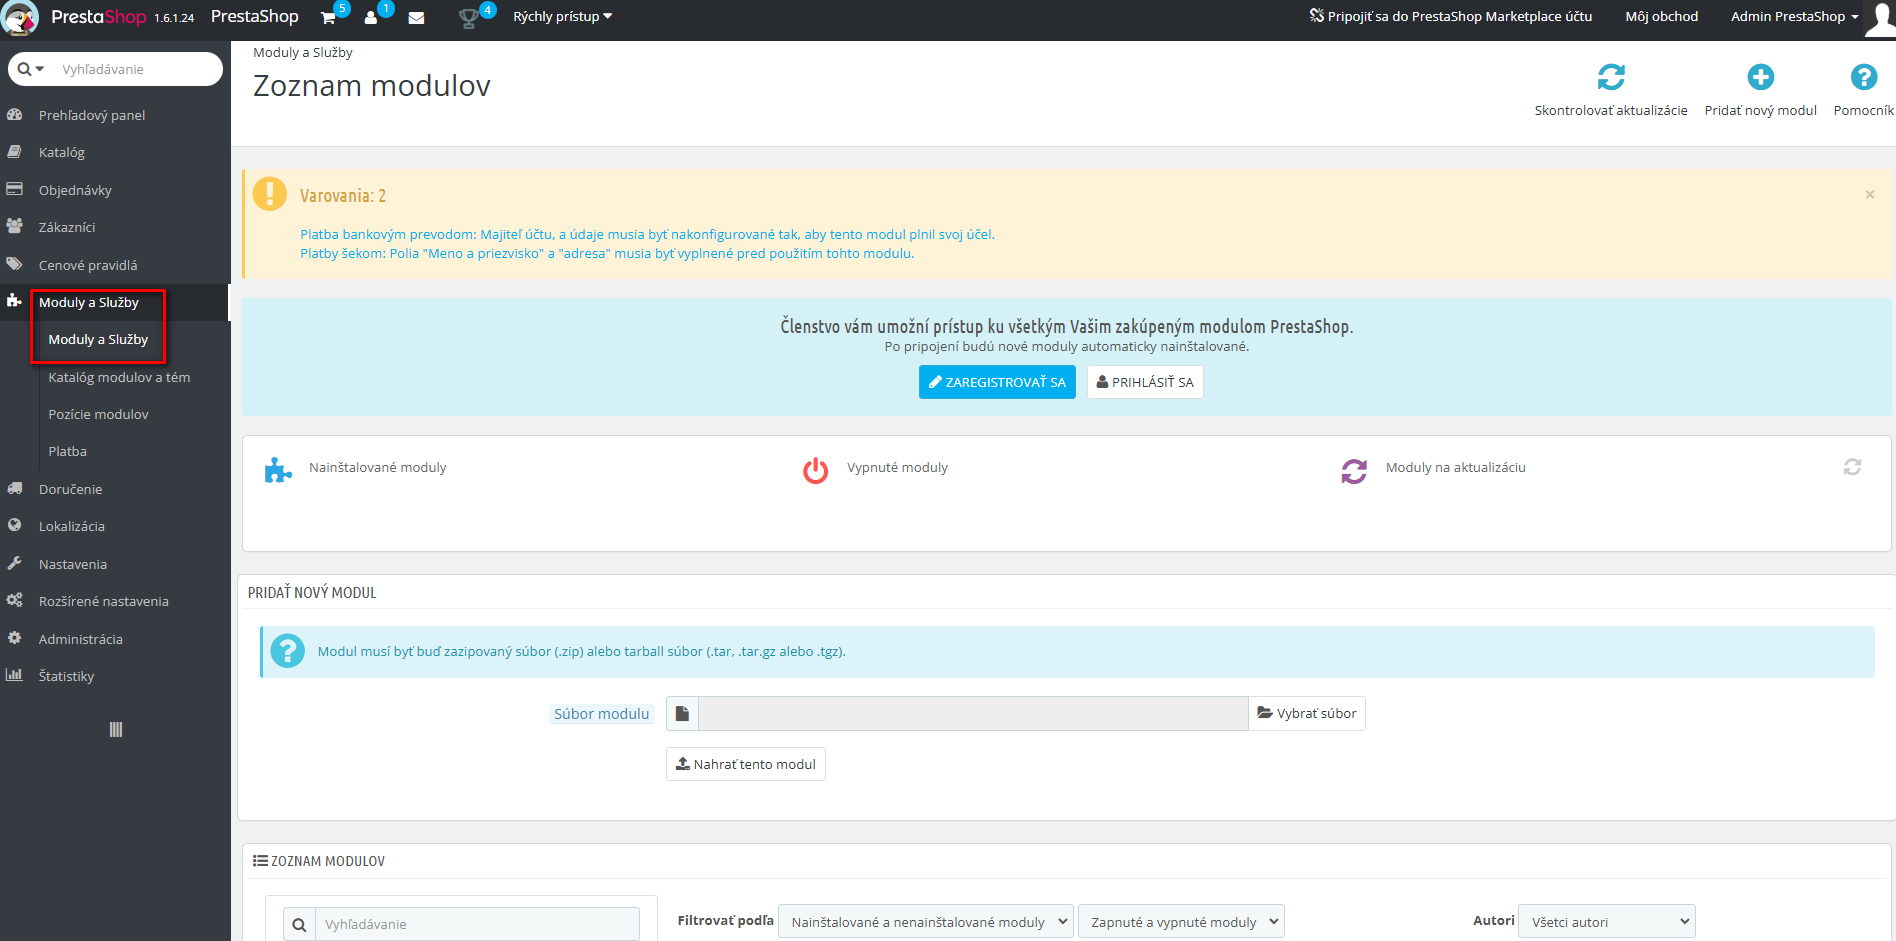 PrestaShop 1.6.1.24 PrestaShop 5 1 4 Rýchly prístup Pripojiť sa do PrestaShop Marketplace účtu Môj obchod Admin PrestaShop
Vyhľadávanie
Prehľadový panel
Katalóg
Objednávky
Zákazníci
Cenové pravidlá
Moduly a Služby
Moduly a Služby
Katalóg modulov a tém
Pozície modulov
Platba
Doručenie
Lokalizácia
Nastavenia
Rozšírené nastavenia
Administrácia
Štatistiky
Moduly a Služby
Zoznam modulov
Skontrolovať aktualizácie Pridať nový modul Pomocník
Varovania: 2
×
Platba bankovým prevodom: Majiteľ účtu, a údaje musia byť nakonfigurované tak, aby tento modul plnil svoj účel.
Platby šekom: Polia "Meno a priezvisko" a "adresa" musia byť vyplnené pred použitím tohto modulu.
Členstvo vám umožní prístup ku všetkým Vašim zakúpeným modulom PrestaShop.
Po pripojení budú nové moduly automaticky nainštalované.
ZAREGISTROVAŤ SA PRIHLÁSIŤ SA
Nainštalované moduly Vypnuté moduly Moduly na aktualizáciu
PRIDAŤ NOVÝ MODUL
Modul musí byť buď zazipovaný súbor (.zip) alebo tarball súbor (.tar, .tar.gz alebo .tgz).
Súbor modulu Vybrať súbor
Nahrať tento modul
ZOZNAM MODULOV
Vyhľadávanie Filtrovať podľa Nainštalované a nenainštalované moduly Zapnuté a vypnuté moduly Autori Všetci autori